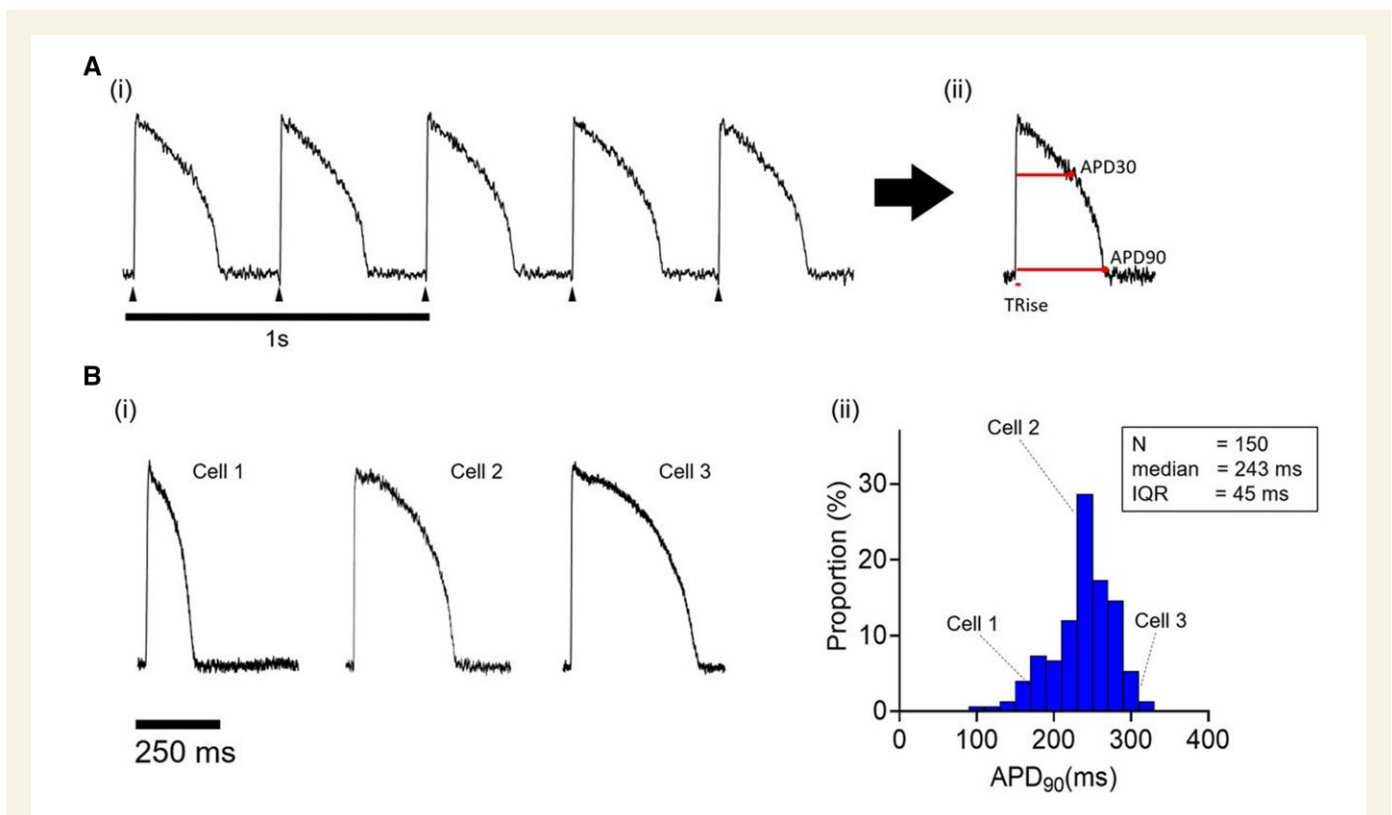 A
(i)
(ii)
APD30
APD90
TRise
1s
B
(i)
Cell 1
Cell 2
Cell 3
250 ms
(ii)
Cell 2
N = 150
median = 243 ms
IQR = 45 ms
Cell 1
Cell 3
Proportion (%)
30
20
10
0
0 100 200 300 400
APD90(ms)